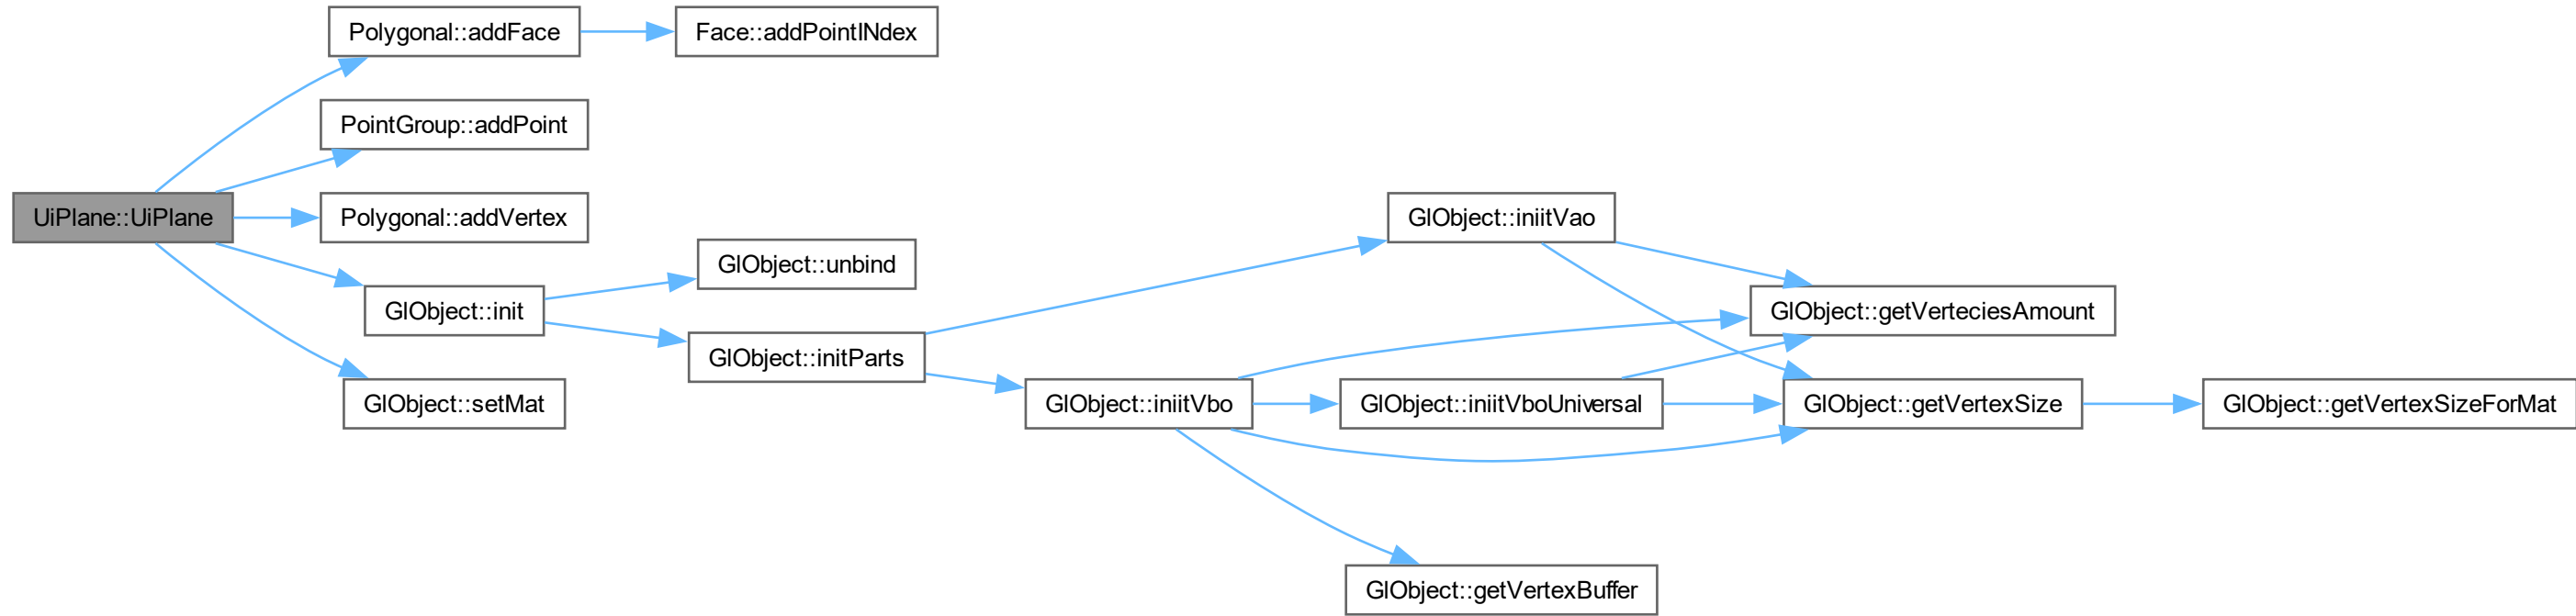 Polygonal::addFace
Face::addPointINdex
PointGroup::addPoint
UiPlane::UiPlane
Polygonal::addVertex
GlObject::iniitVao
GlObject::unbind
GlObject::init
GlObject::getVerteciesAmount
GlObject::initParts
GlObject::setMat
GlObject::iniitVbo
GlObject::iniitVboUniversal
GlObject::getVertexSize
GlObject::getVertexSizeForMat
GlObject::getVertexBuffer